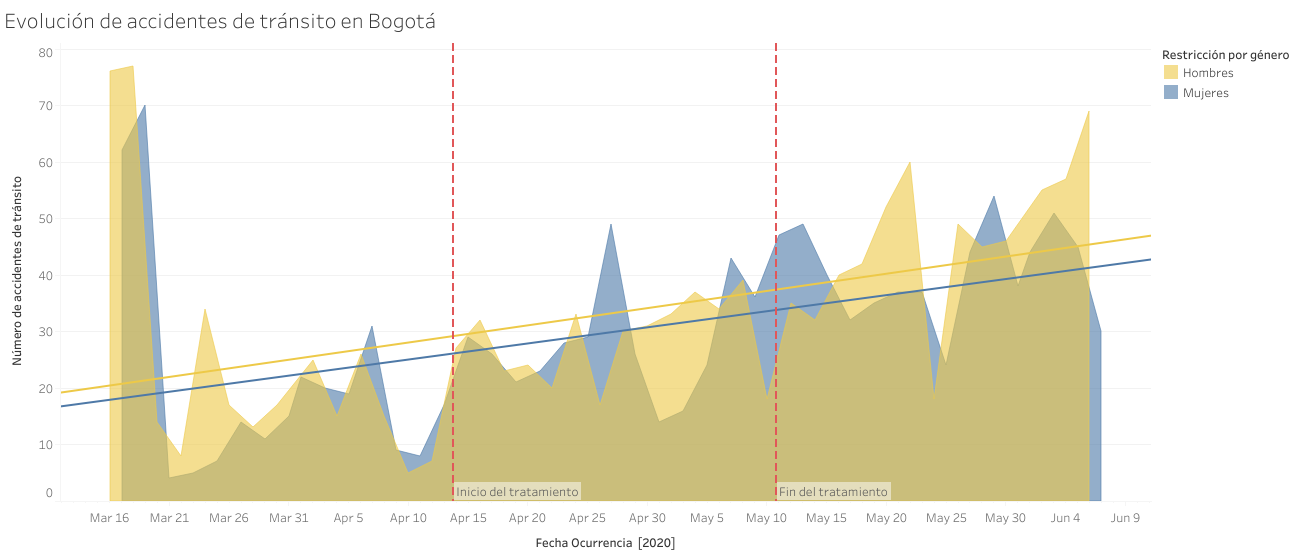 Evolución de accidentes de tránsito en Bogotá
Restricción por género
Hombres
Mujeres
Número de accidentes de tránsito
80
70
60
50
40
30
20
10
0
Inicio del tratamiento
Fin del tratamiento
Mar 16 Mar 21 Mar 26 Mar 31 Apr 5 Apr 10 Apr 15 Apr 20 Apr 25 Apr 30 May 5 May 10 May 15 May 20 May 25 May 30 Jun 4 Jun 9
Fecha Ocurrencia [2020]